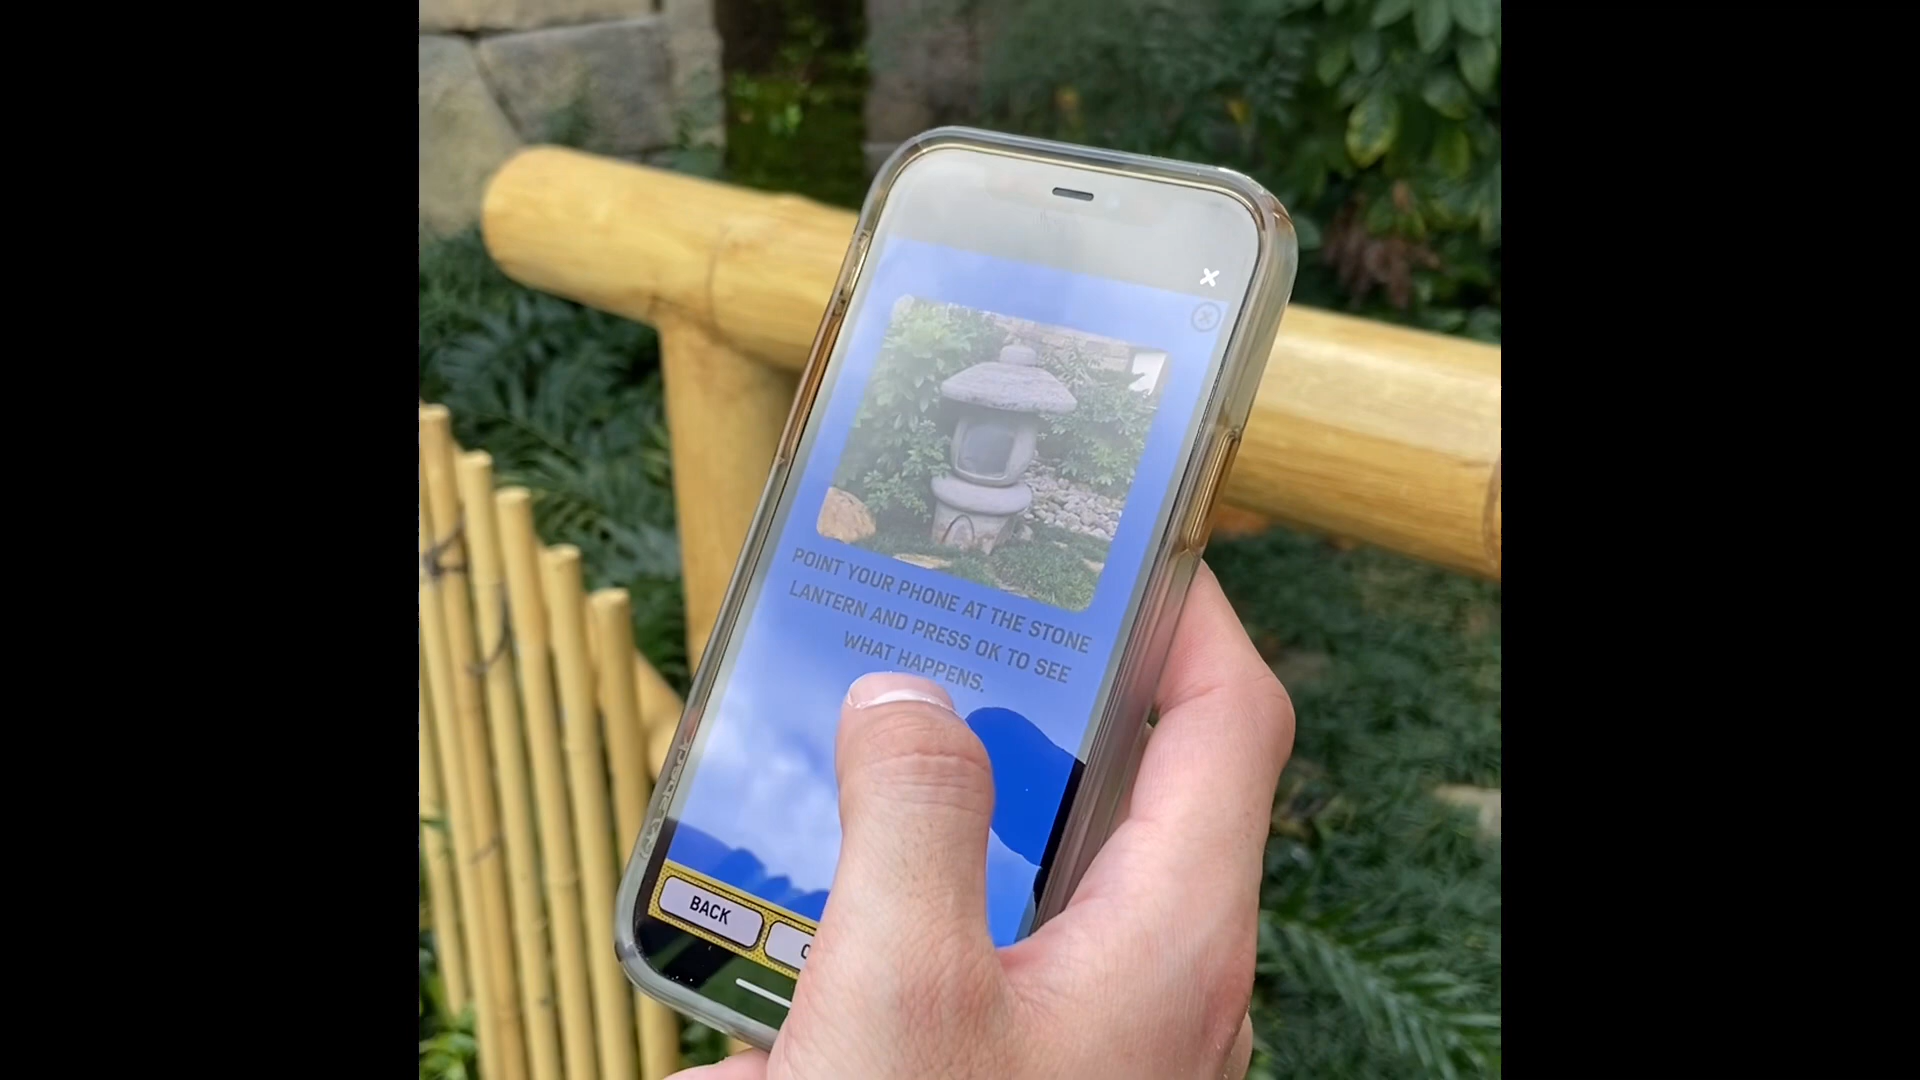 POINT YOUR PHONE AT THE STONE
LANTERN AND PRESS OK TO SEE
WHAT HAPPENS.
BACK